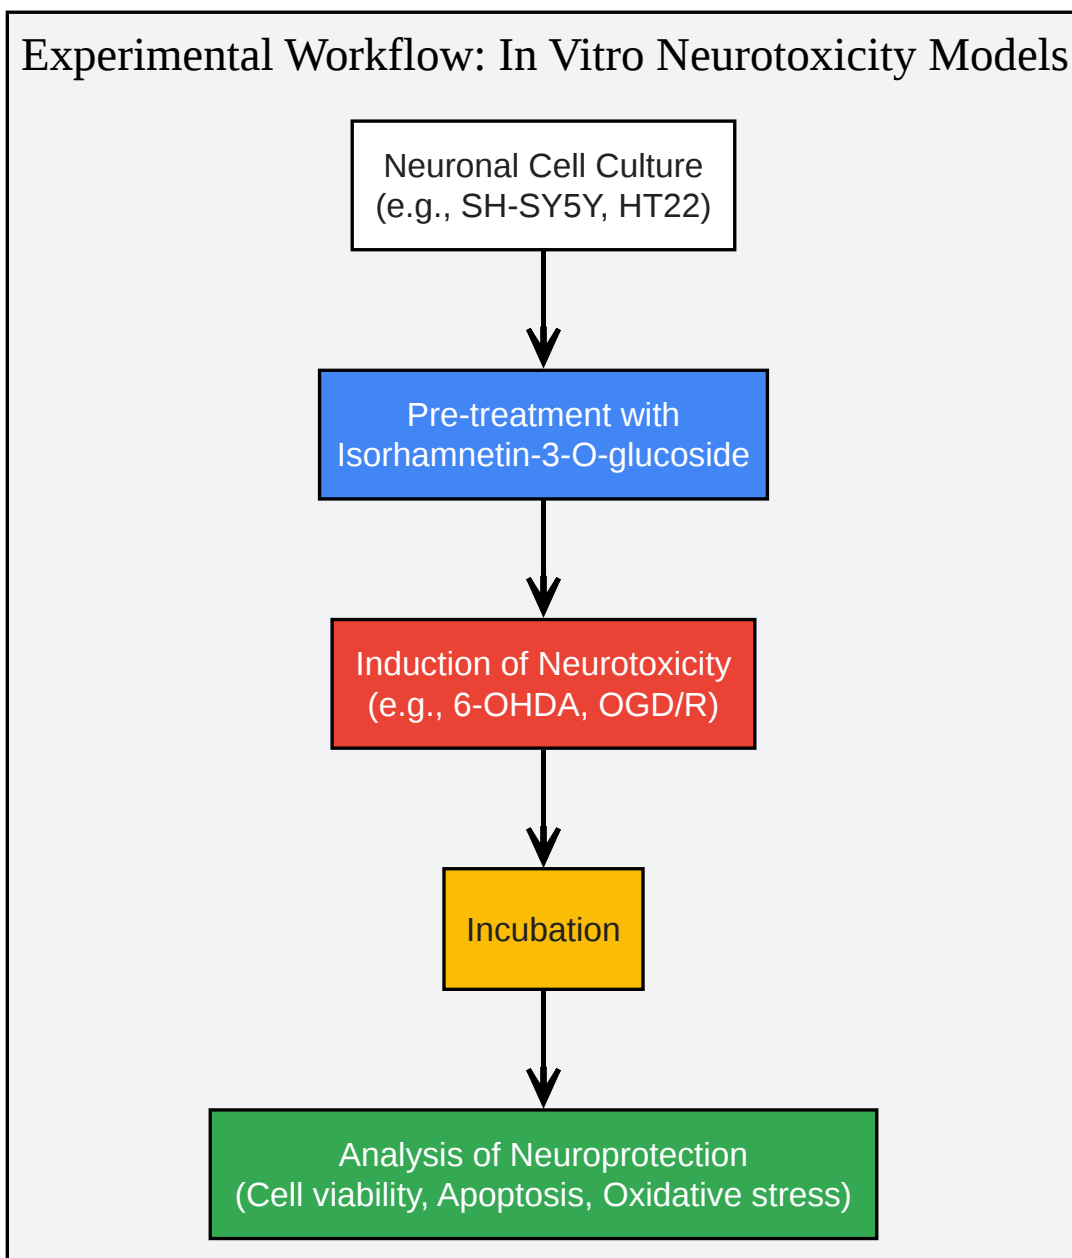 Experimental Workflow: In Vitro Neurotoxicity Models
Neuronal Cell Culture
(e.g., SH-SY5Y, HT22)
Pre-treatment with
Isorhamnetin-3-O-glucoside
Induction of Neurotoxicity
(e.g., 6-OHDA, OGD/R)
Incubation
Analysis of Neuroprotection
(Cell viability, Apoptosis, Oxidative stress)